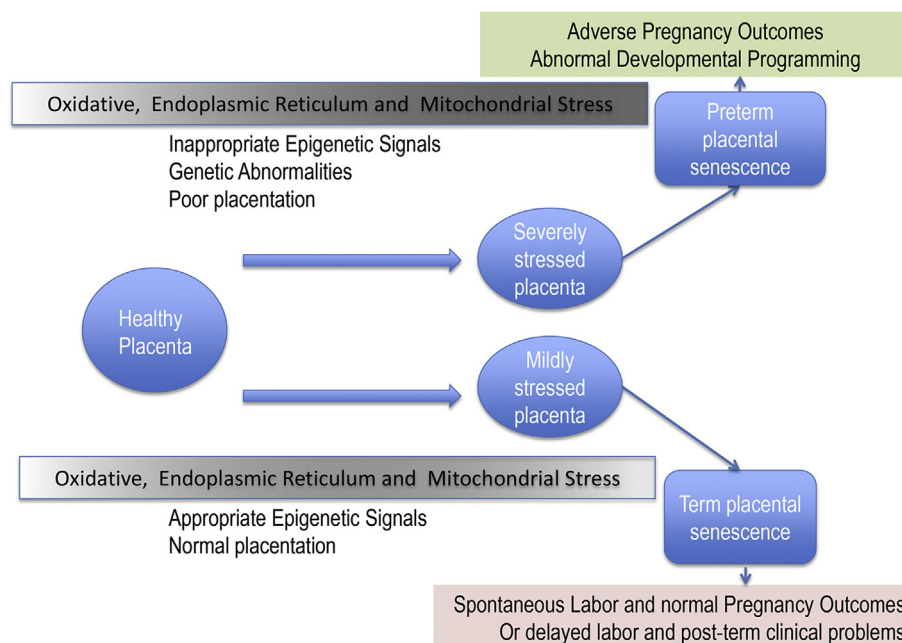 Adverse Pregnancy Outcomes
Abnormal Developmental Programming
Oxidative, Endoplasmic Reticulum and Mitochondrial Stress
Inappropriate Epigenetic Signals
Genetic Abnormalities
Poor placentation
Preterm
placental
senescence
Severely
stressed
placenta
Healthy
Placenta
Mildly
stressed
placenta
Oxidative, Endoplasmic Reticulum and Mitochondrial Stress
Appropriate Epigenetic Signals
Normal placentation
Term placental
senescence
Spontaneous Labor and normal Pregnancy Outcomes
Or delayed labor and post-term clinical problems